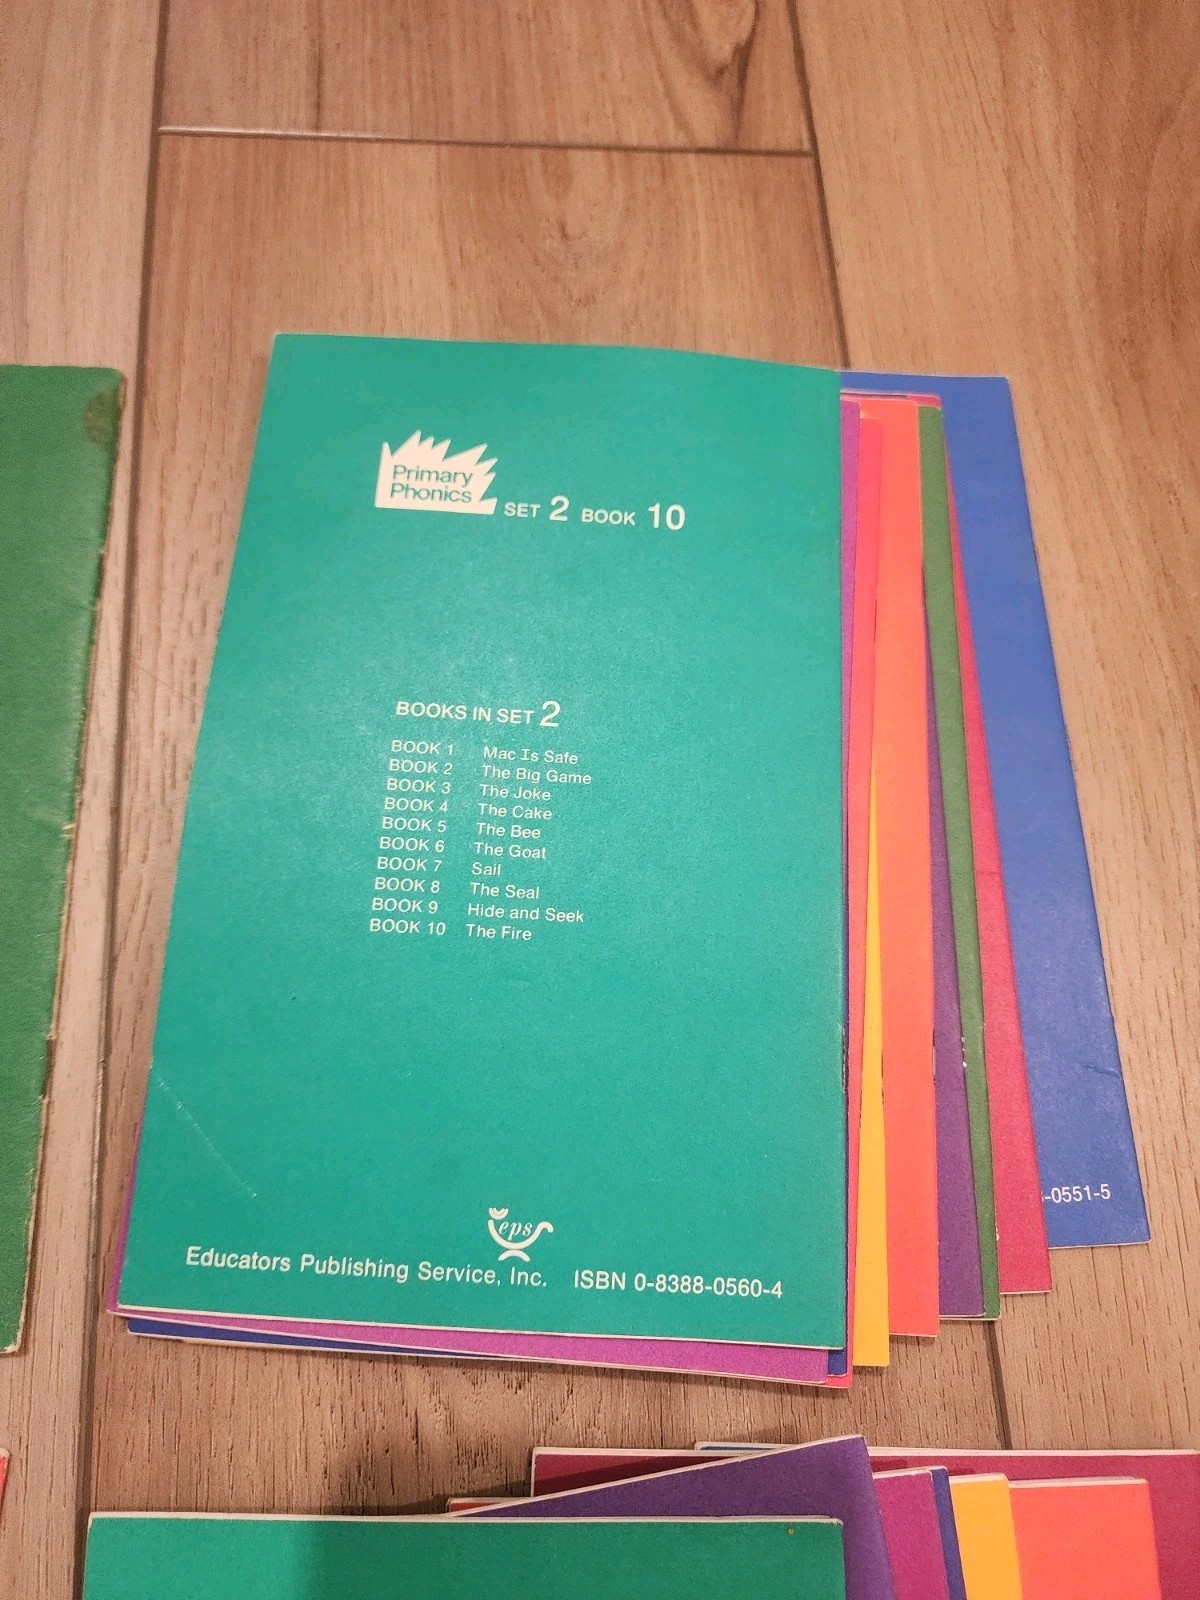 Primary
Phonics
SET 2 BOOK 10
BOOKS IN SET 2
BOOK 1 Mac Is Safe
BOOK 2 The Big Game
BOOK 3 The Joke
BOOK 4 The Cake
BOOK 5 The Bee
BOOK 6 The Goat
BOOK 7 Sail
BOOK 8 The Seal
BOOK 9 Hide and Seek
BOOK 10 The Fire
-0551-5
eps
Educators Publishing Service, Inc. ISBN 0-8388-0560-4